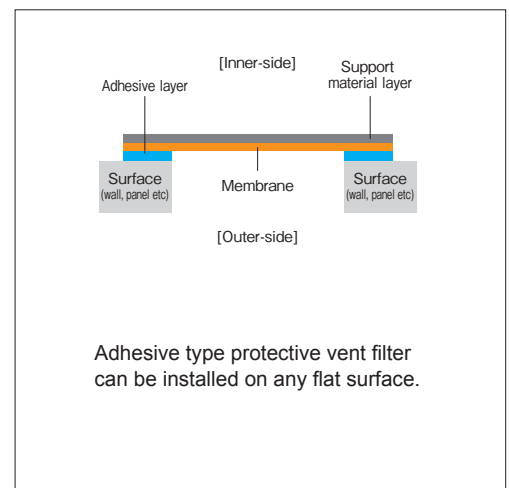 [Inner-side]
Adhesive layer
Support
material layer
Surface
(wall, panel etc)
Membrane
Surface
(wall, panel etc)
[Outer-side]
Adhesive type protective vent filter
can be installed on any flat surface.